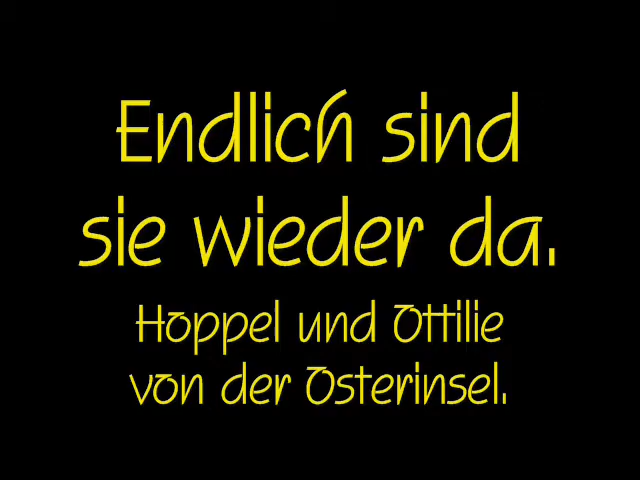 Endlich sind
sie wieder da.
Hoppel und Ottilie
von der Osterinsel.